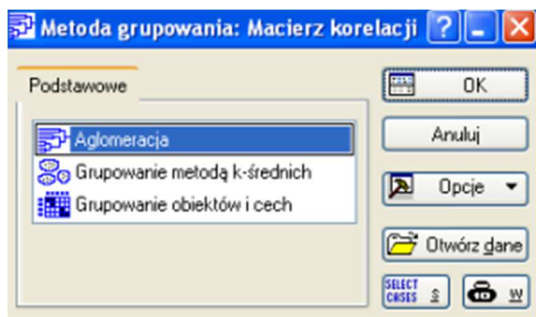 Metoda grupowania: Macierz korelacji
Podstawowe
Aglomeracja
Grupowanie metodą k-średnich
Grupowanie obiektów i cech
OK
Anuluj
Opcje
Otwórz dane
SELECT CASES s
w